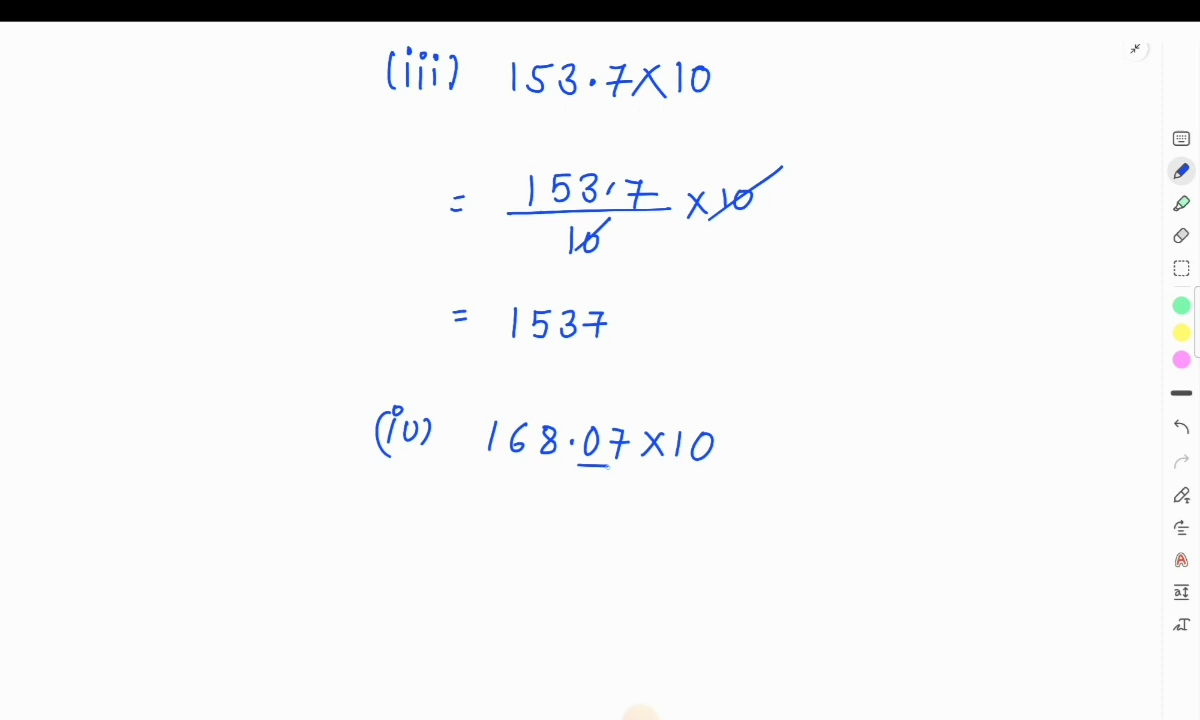 (iii) 153.7×10
= 153.7/10 ×10
= 1537
(iv) 168.07×10